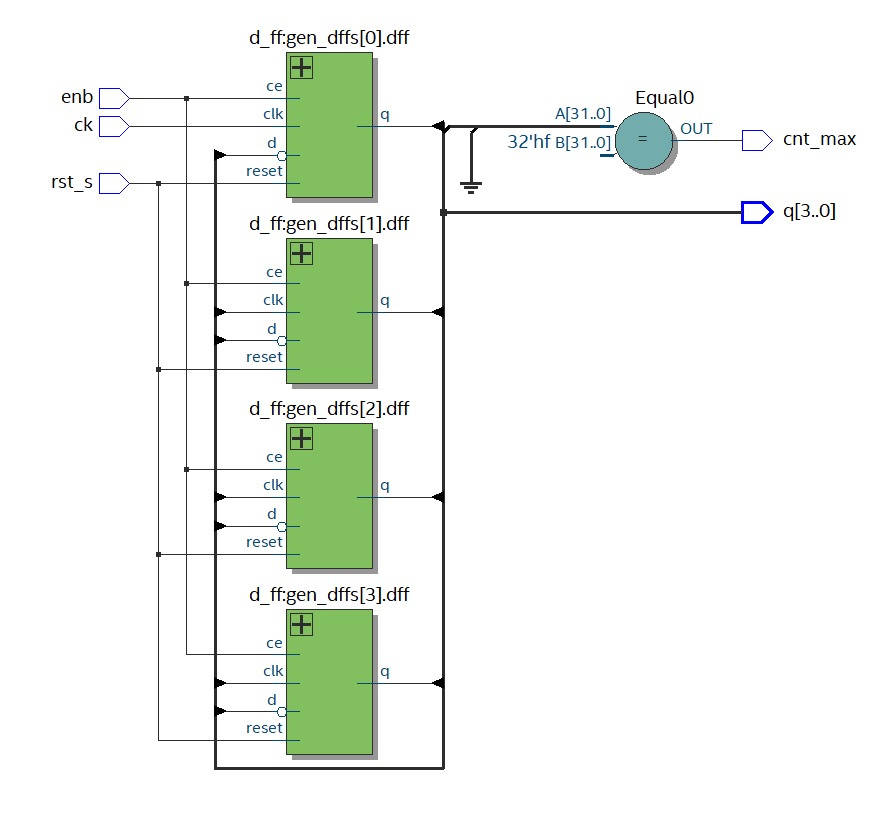 d_ff:gen_dffs[0].dff
enb
ck
rst_s
ce
clk
d
reset
q
Equal0
A[31..0]
32'hf B[31..0]
=
OUT
cnt_max
q[3..0]
d_ff:gen_dffs[1].dff
ce
clk
d
reset
q
d_ff:gen_dffs[2].dff
ce
clk
d
reset
q
d_ff:gen_dffs[3].dff
ce
clk
d
reset
q